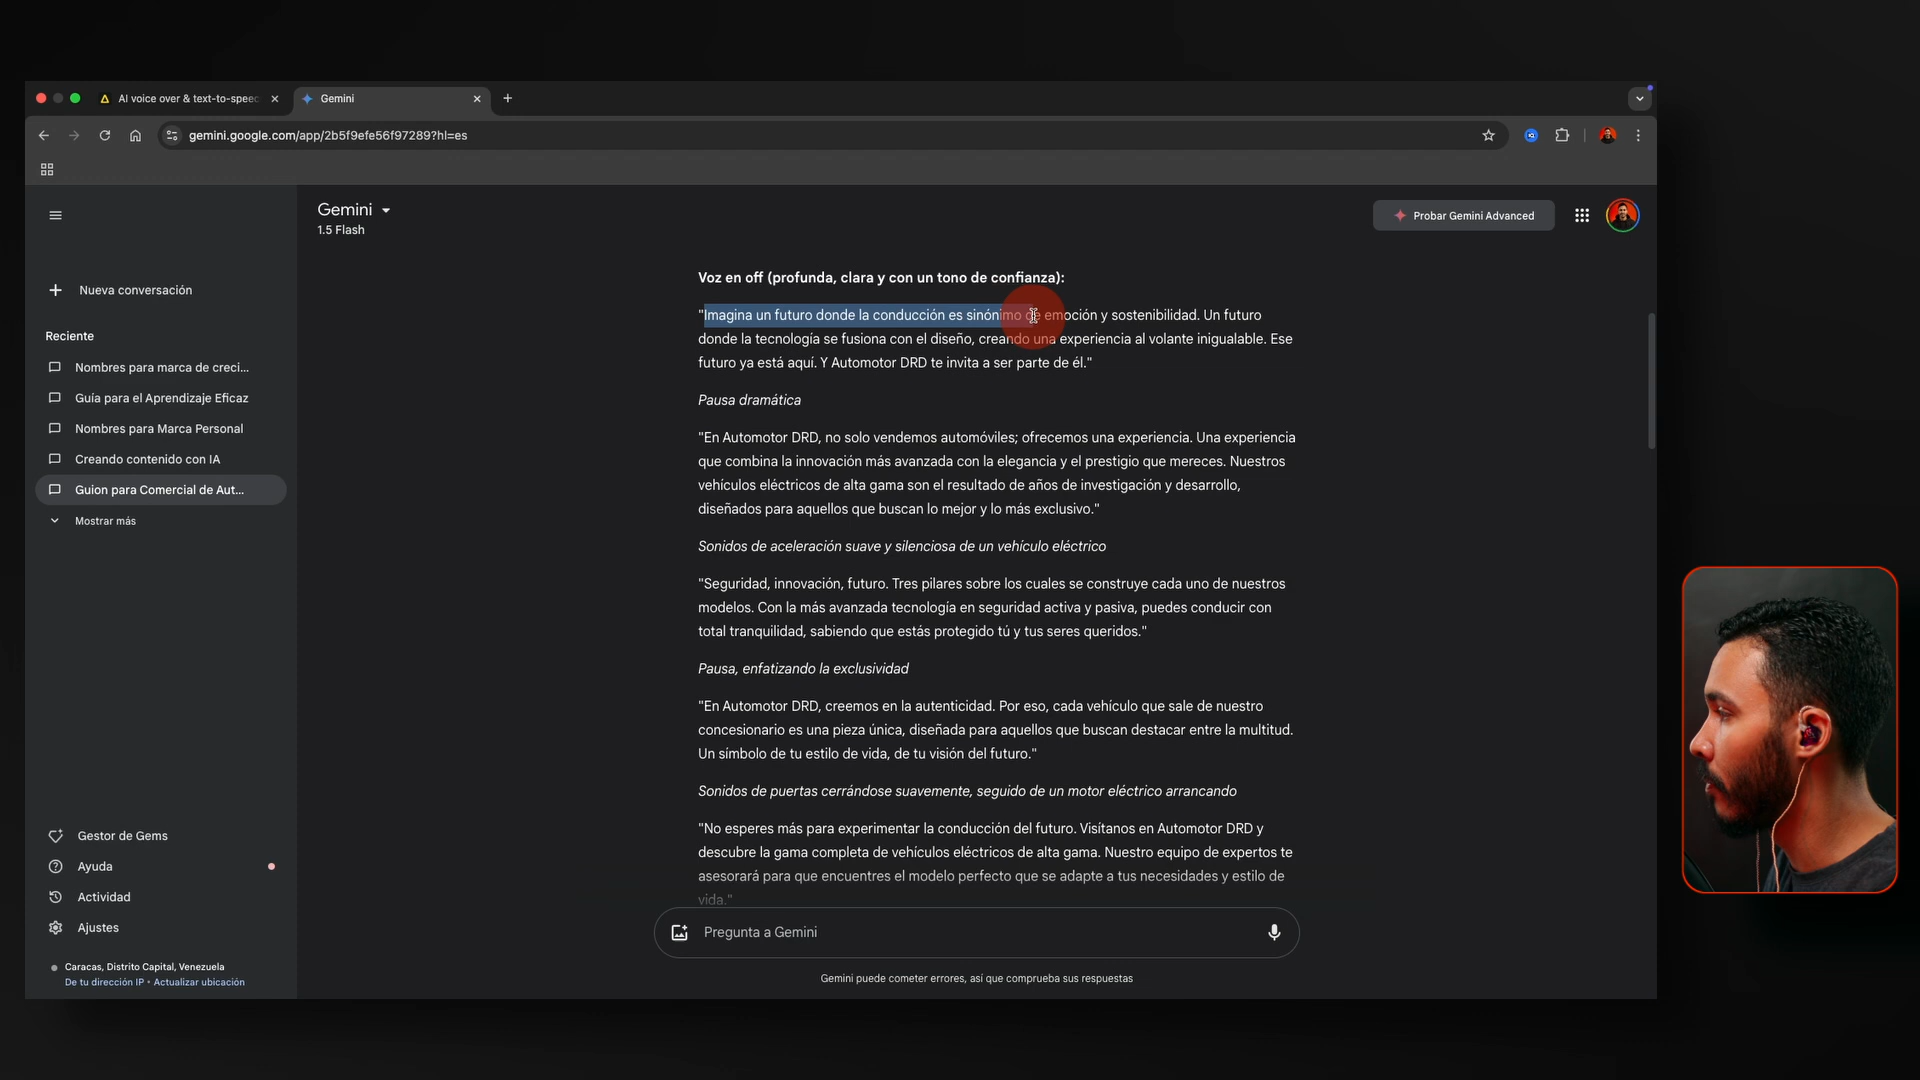 AI voice over & text-to-speec
Gemini
gemini.google.com/app/2b5f9efe56f97289?hl=es
Gemini
1.5 Flash
Probar Gemini Advanced
Nueva conversación
Reciente
Nombres para marca de creci...
Guía para el Aprendizaje Eficaz
Nombres para Marca Personal
Creando contenido con IA
Guion para Comercial de Aut...
Mostrar más
Gestor de Gems
Ayuda
Actividad
Ajustes
Caracas, Distrito Capital, Venezuela
De tu dirección IP • Actualizar ubicación
Voz en off (profunda, clara y con un tono de confianza):
"Imagina un futuro donde la conducción es sinónimo de emoción y sostenibilidad. Un futuro
donde la tecnología se fusiona con el diseño, creando una experiencia al volante inigualable. Ese
futuro ya está aquí. Y Automotor DRD te invita a ser parte de él."
Pausa dramática
"En Automotor DRD, no solo vendemos automóviles; ofrecemos una experiencia. Una experiencia
que combina la innovación más avanzada con la elegancia y el prestigio que mereces. Nuestros
vehículos eléctricos de alta gama son el resultado de años de investigación y desarrollo,
diseñados para aquellos que buscan lo mejor y lo más exclusivo."
Sonidos de aceleración suave y silenciosa de un vehículo eléctrico
"Seguridad, innovación, futuro. Tres pilares sobre los cuales se construye cada uno de nuestros
modelos. Con la más avanzada tecnología en seguridad activa y pasiva, puedes conducir con
total tranquilidad, sabiendo que estás protegido tú y tus seres queridos."
Pausa, enfatizando la exclusividad
"En Automotor DRD, creemos en la autenticidad. Por eso, cada vehículo que sale de nuestro
concesionario es una pieza única, diseñada para aquellos que buscan destacar entre la multitud.
Un símbolo de tu estilo de vida, de tu visión del futuro."
Sonidos de puertas cerrándose suavemente, seguido de un motor eléctrico arrancando
"No esperes más para experimentar la conducción del futuro. Visítanos en Automotor DRD y
descubre la gama completa de vehículos eléctricos de alta gama. Nuestro equipo de expertos te
asesorará para que encuentres el modelo perfecto que se adapte a tus necesidades y estilo de
vida."
Pregunta a Gemini
Gemini puede cometer errores, así que comprueba sus respuestas